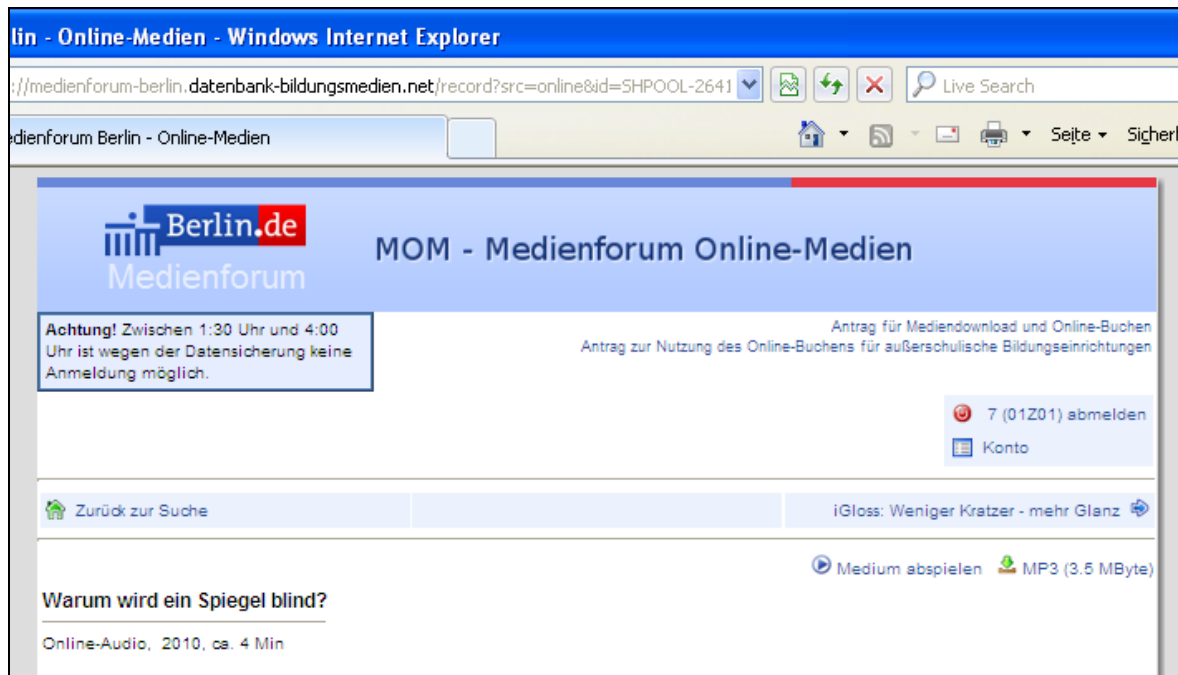 lin - Online-Medien - Windows Internet Explorer
://medienforum-berlin.datenbank-bildungsmedien.net/record?src=online&id=SHPOOL-2641
Live Search
edienforum Berlin - Online-Medien
Seite
Sicherh
Berlin.de
Medienforum
MOM - Medienforum Online-Medien
Achtung! Zwischen 1:30 Uhr und 4:00
Uhr ist wegen der Datensicherung keine
Anmeldung möglich.
Antrag für Mediendownload und Online-Buchen
Antrag zur Nutzung des Online-Buchens für außerschulische Bildungseinrichtungen
7 (01Z01) abmelden
Konto
Zurück zur Suche
iGloss: Weniger Kratzer - mehr Glanz
Medium abspielen MP3 (3.5 MByte)
Warum wird ein Spiegel blind?
Online-Audio, 2010, ca. 4 Min